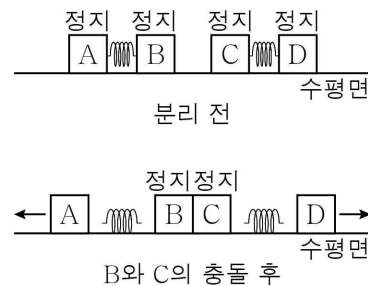 정지 정지 정지 정지
A B C D
수평면
분리 전
정지정지
A B C D
수평면
B와 C의 충돌 후